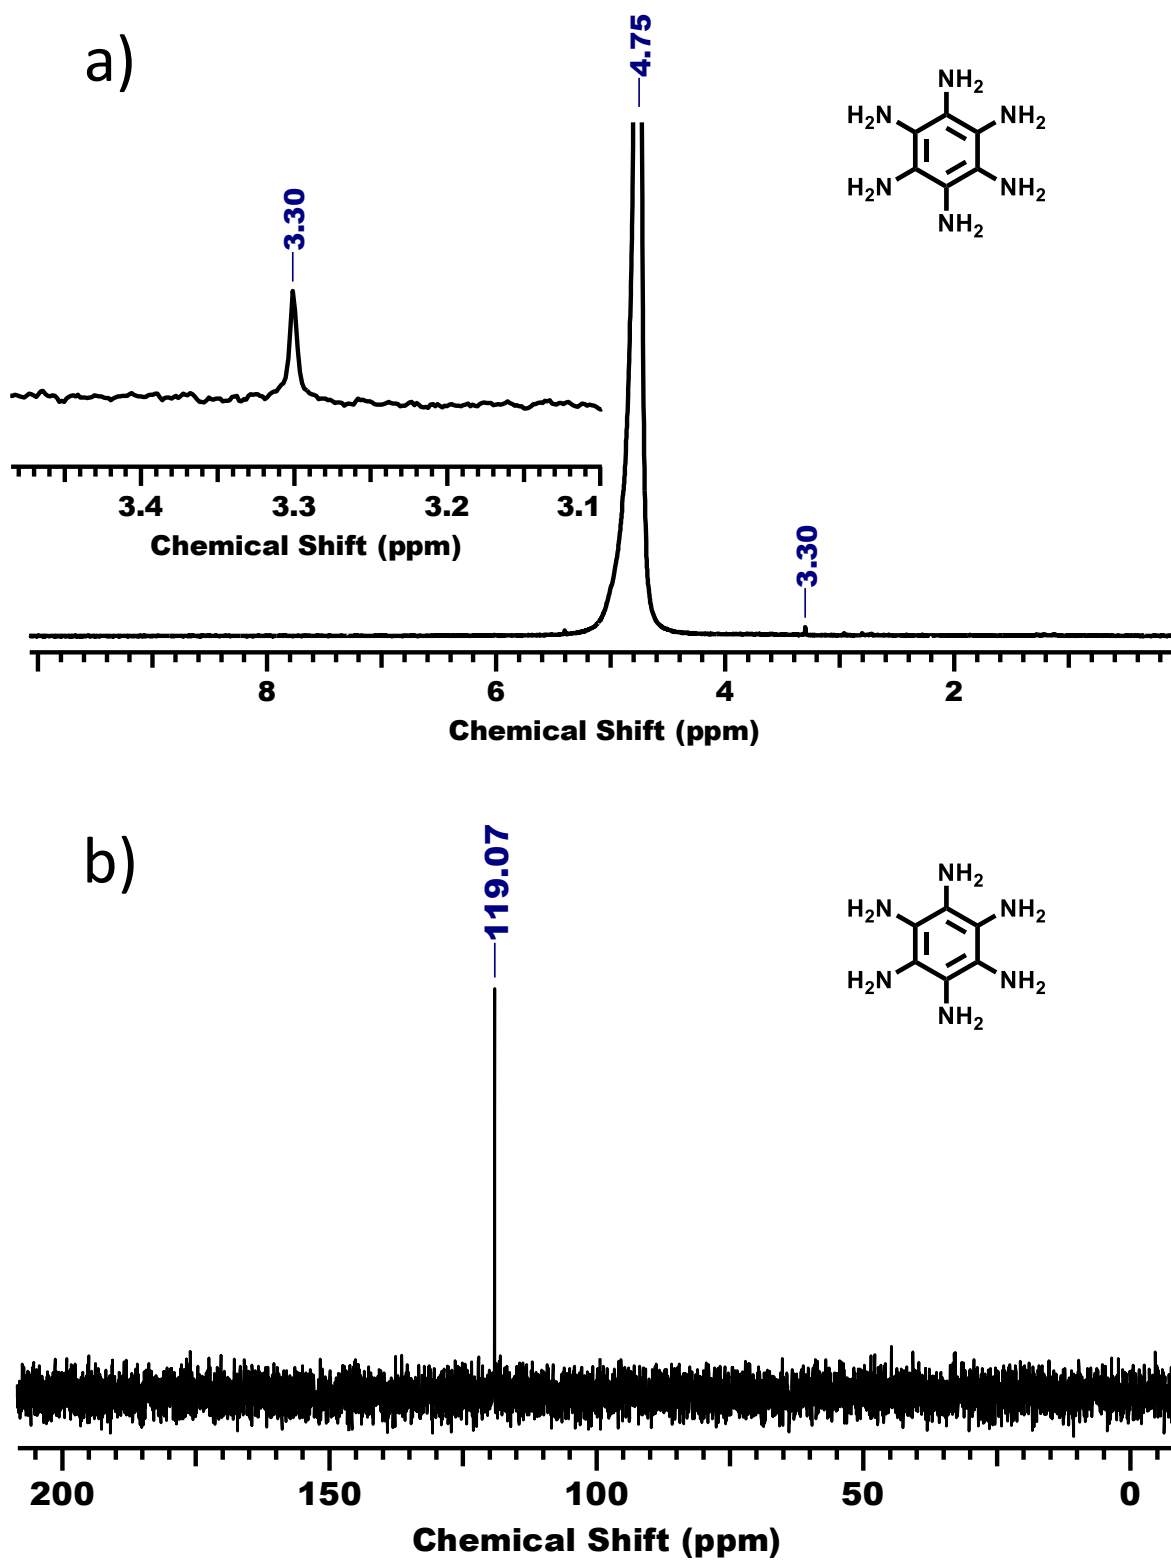 a)
4.75
NH2
H2N NH2
H2N NH2
NH2
3.30
3.4 3.3 3.2 3.1
Chemical Shift (ppm)
3.30
8 6 4 2
Chemical Shift (ppm)
b)
119.07
NH2
H2N NH2
H2N NH2
NH2
200 150 100 50 0
Chemical Shift (ppm)